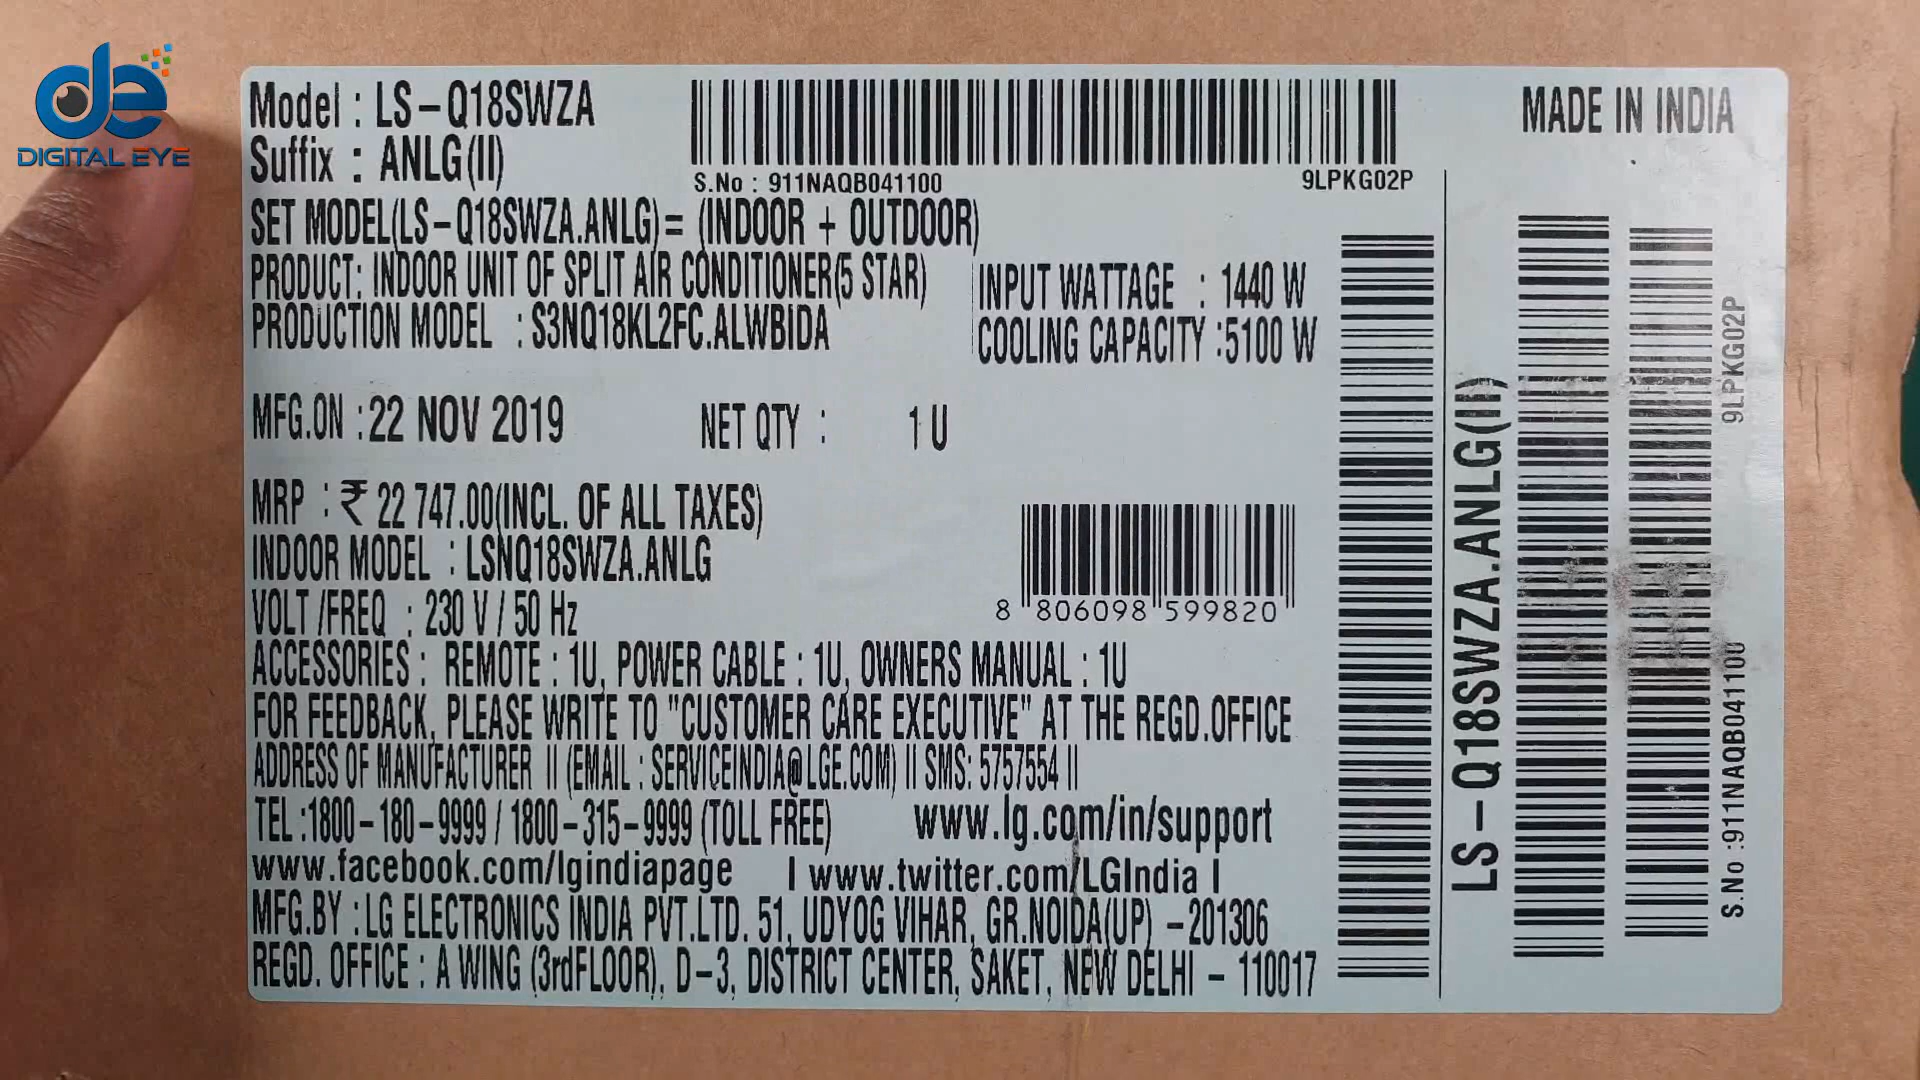 de
DIGITAL EYE
Model : LS-Q18SWZA
Suffix : ANLG(II)
S.No : 911NAQB041100
9LPKG02P
MADE IN INDIA
SET MODEL(LS-Q18SWZA.ANLG)= (INDOOR + OUTDOOR)
PRODUCT: INDOOR UNIT OF SPLIT AIR CONDITIONER(5 STAR)
PRODUCTION MODEL : S3NQ18KL2FC.ALWBIDA
INPUT WATTAGE : 1440 W
COOLING CAPACITY :5100 W
MFG.ON :22 NOV 2019
NET QTY : 1 U
MRP : ₹ 22 747.00(INCL. OF ALL TAXES)
INDOOR MODEL : LSNQ18SWZA.ANLG
VOLT /FREQ : 230 V / 50 Hz
8 806098 599820
ACCESSORIES : REMOTE : 1U, POWER CABLE : 1U, OWNERS MANUAL : 1U
FOR FEEDBACK, PLEASE WRITE TO "CUSTOMER CARE EXECUTIVE" AT THE REGD.OFFICE
ADDRESS OF MANUFACTURER II (EMAIL : SERVICEINDIA@LGE.COM) II SMS: 5757554 II
TEL :1800-180-9999 / 1800-315-9999 (TOLL FREE)
www.lg.com/in/support
www.facebook.com/lgindiapage I www.twitter.com/LGIndia I
MFG.BY : LG ELECTRONICS INDIA PVT.LTD. 51, UDYOG VIHAR, GR.NOIDA(UP) -201306
REGD. OFFICE : A WING (3rdFLOOR), D-3, DISTRICT CENTER, SAKET, NEW DELHI - 110017
LS-Q18SWZA.ANLG(II)
9LPKG02P
S.No :911NAQB041100